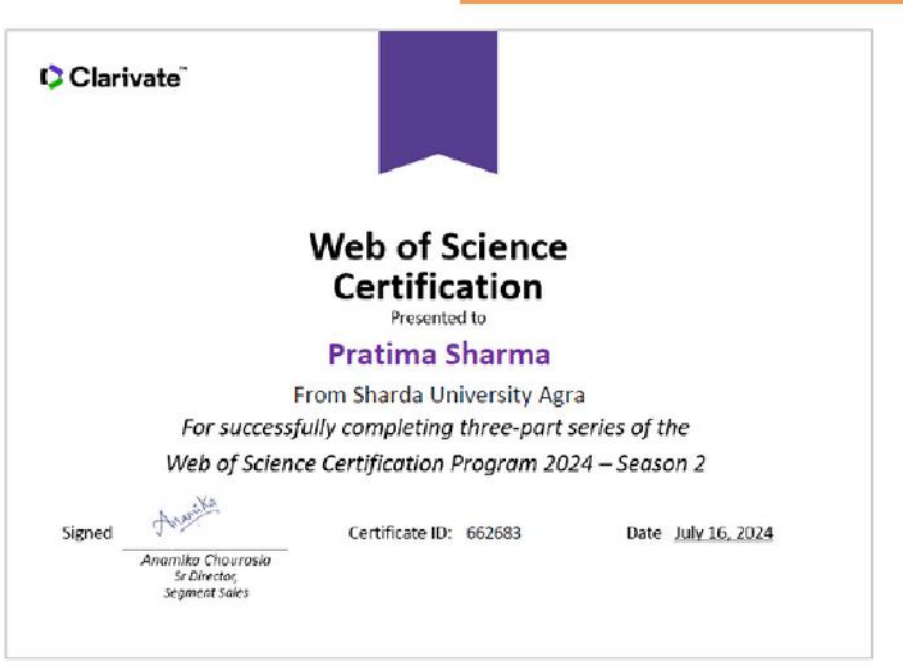 Clarivate™
Web of Science
Certification
Presented to
Pratima Sharma
From Sharda University Agra
For successfully completing three-part series of the
Web of Science Certification Program 2024 – Season 2
Anamika
Signed
Certificate ID: 662683
Date July 16, 2024
Anamika Chourasia
Sr Director,
Segment Sales